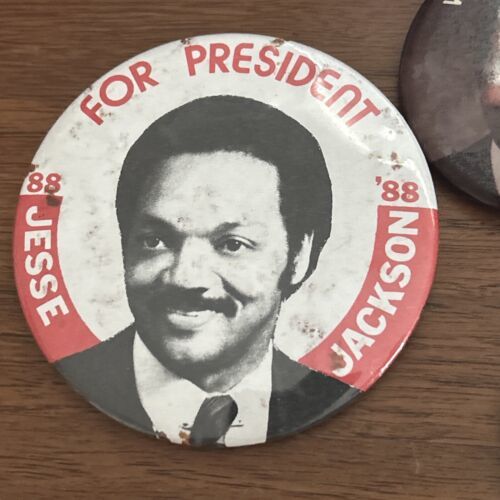 FOR PRESIDENT
'88 '88
JESSE JACKSON